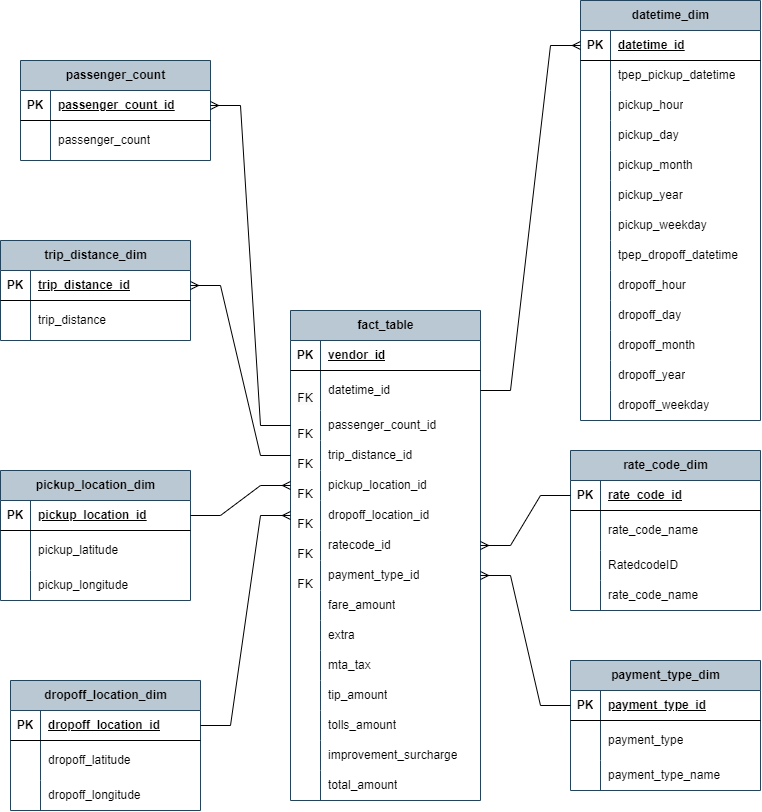 datetime_dim
PK datetime_id
tpep_pickup_datetime
pickup_hour
pickup_day
pickup_month
pickup_year
pickup_weekday
tpep_dropoff_datetime
dropoff_hour
dropoff_day
dropoff_month
dropoff_year
dropoff_weekday
passenger_count
PK passenger_count_id
passenger_count
trip_distance_dim
PK trip_distance_id
trip_distance
fact_table
PK vendor_id
FK datetime_id
FK passenger_count_id
FK trip_distance_id
FK pickup_location_id
FK dropoff_location_id
FK ratecode_id
FK payment_type_id
fare_amount
extra
mta_tax
tip_amount
tolls_amount
improvement_surcharge
total_amount
pickup_location_dim
PK pickup_location_id
pickup_latitude
pickup_longitude
dropoff_location_dim
PK dropoff_location_id
dropoff_latitude
dropoff_longitude
rate_code_dim
PK rate_code_id
rate_code_name
RatedcodeID
rate_code_name
payment_type_dim
PK payment_type_id
payment_type
payment_type_name